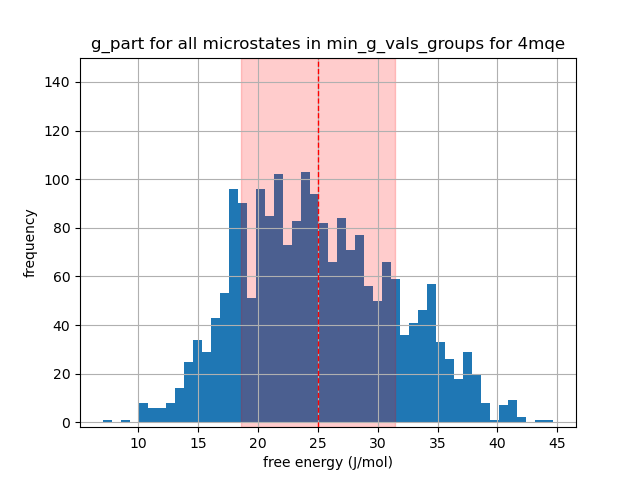 g_part for all microstates in min_g_vals_groups for 4mqe
140
120
100
80
60
40
20
0
frequency
10 15 20 25 30 35 40 45
free energy (J/mol)